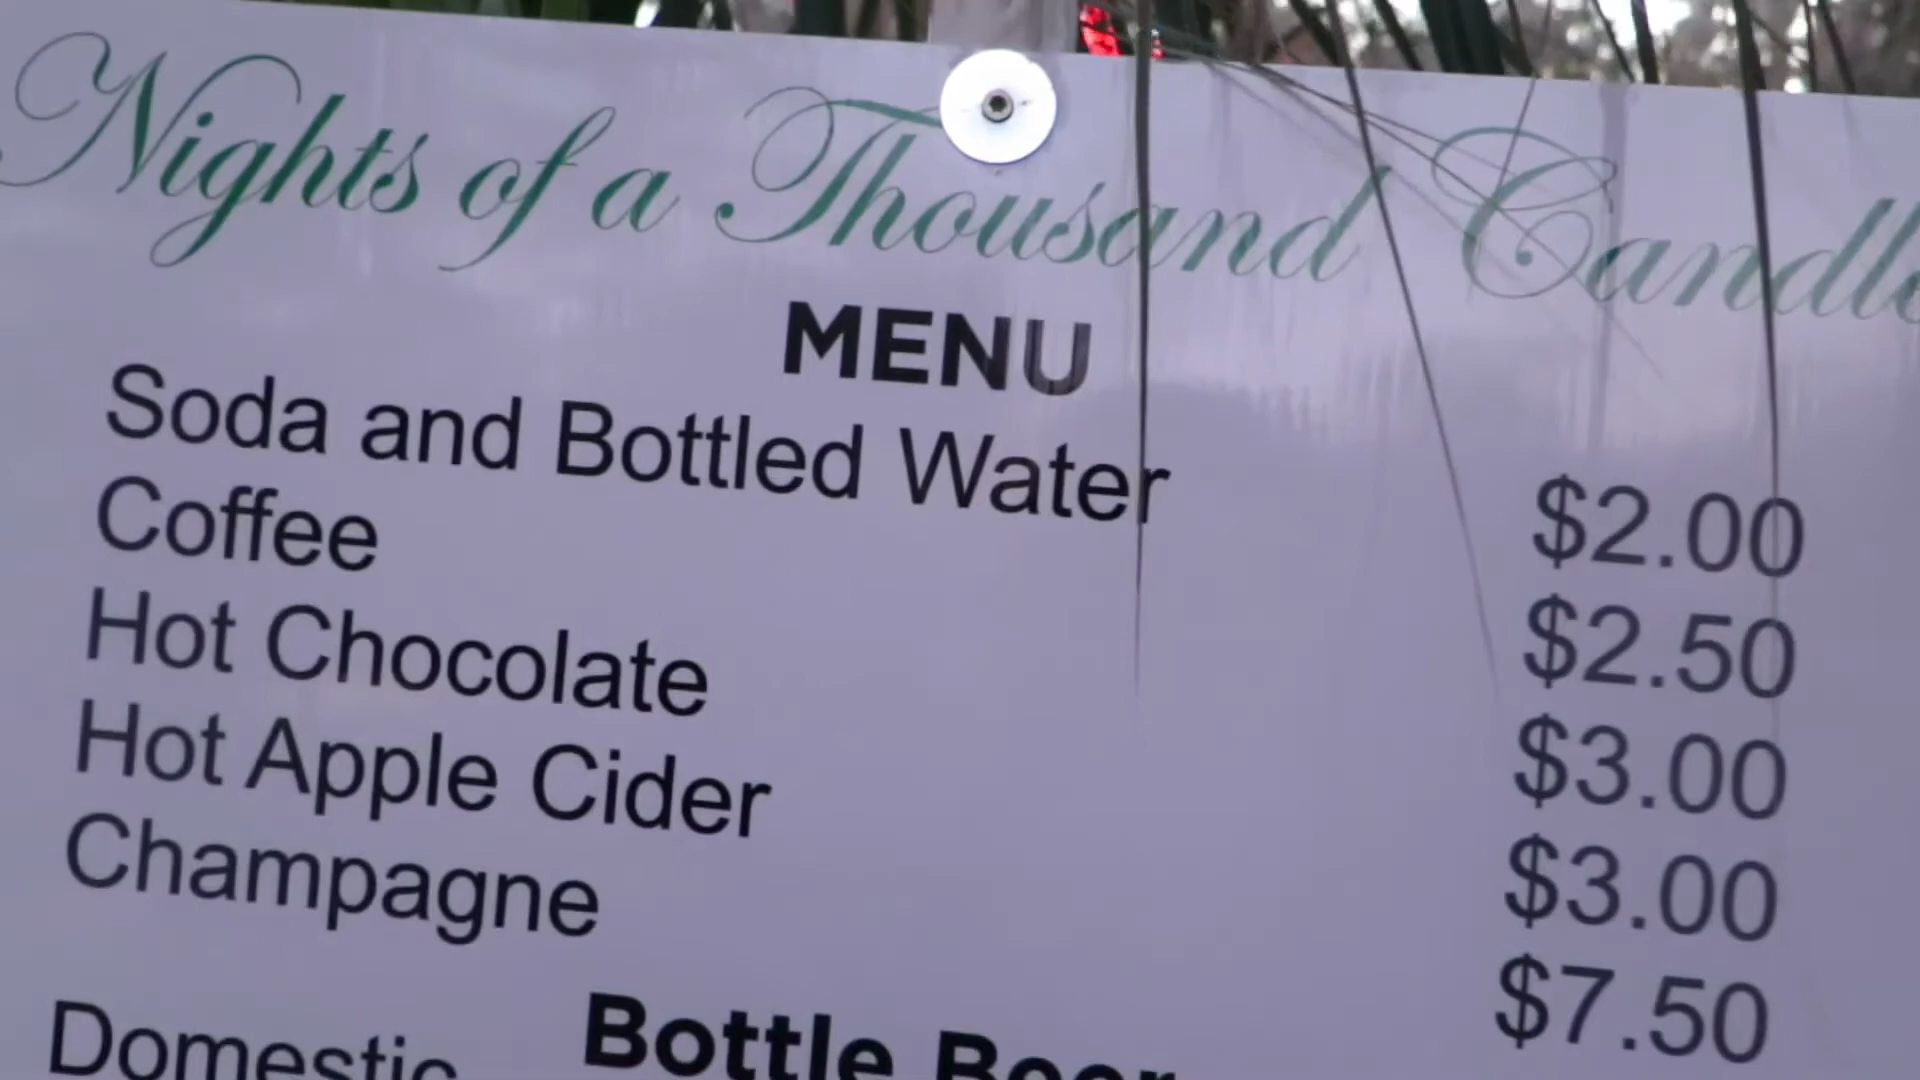 Nights of a Thousand Candle
MENU
Soda and Bottled Water $2.00
Coffee $2.50
Hot Chocolate $3.00
Hot Apple Cider $3.00
Champagne $7.50
Bottle Beer
Domestic